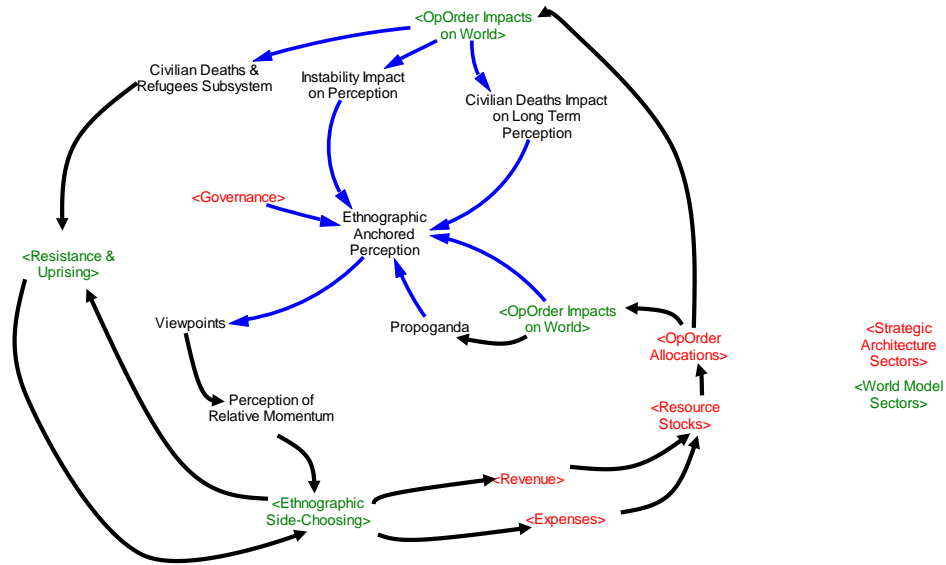 <OpOrder Impacts
on World>
Civilian Deaths &
Refugees Subsystem
Instability Impact
on Perception
Civilian Deaths Impact
on Long Term
Perception
<Governance>
Ethnographic
Anchored
Perception
<Resistance &
Uprising>
Viewpoints
Propoganda
<OpOrder Impacts
on World>
<OpOrder
Allocations>
<Strategic
Architecture
Sectors>
<World Model
Sectors>
Perception of
Relative Momentum
<Resource
Stocks>
<Revenue>
<Ethnographic
Side-Choosing>
<Expenses>